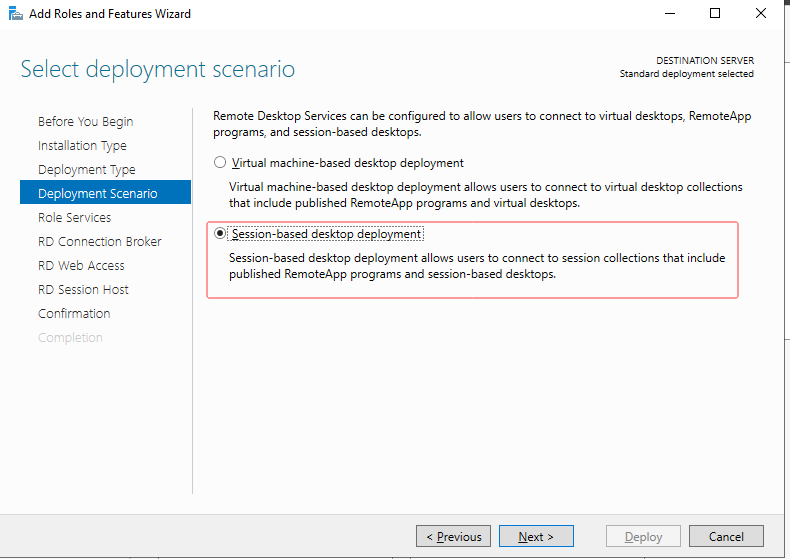 Add Roles and Features Wizard
Select deployment scenario
DESTINATION SERVER
Standard deployment selected
Before You Begin
Installation Type
Deployment Type
Deployment Scenario
Role Services
RD Connection Broker
RD Web Access
RD Session Host
Confirmation
Completion
Remote Desktop Services can be configured to allow users to connect to virtual desktops, RemoteApp
programs, and session-based desktops.
Virtual machine-based desktop deployment
Virtual machine-based desktop deployment allows users to connect to virtual desktop collections
that include published RemoteApp programs and virtual desktops.
Session-based desktop deployment
Session-based desktop deployment allows users to connect to session collections that include
published RemoteApp programs and session-based desktops.
< Previous
Next >
Deploy
Cancel